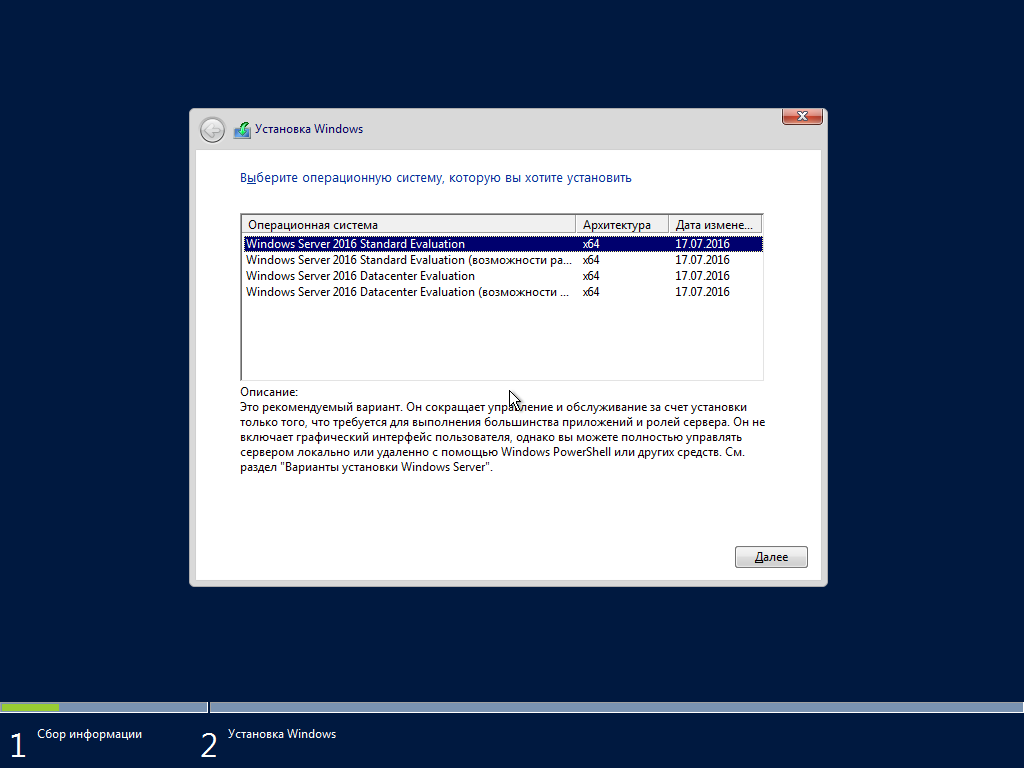 Установка Windows
Выберите операционную систему, которую вы хотите установить
Операционная система Архитектура Дата измене...
Windows Server 2016 Standard Evaluation x64 17.07.2016
Windows Server 2016 Standard Evaluation (возможности ра... x64 17.07.2016
Windows Server 2016 Datacenter Evaluation x64 17.07.2016
Windows Server 2016 Datacenter Evaluation (возможности ... x64 17.07.2016
Описание:
Это рекомендуемый вариант. Он сокращает управление и обслуживание за счет установки
только того, что требуется для выполнения большинства приложений и ролей сервера. Он не
включает графический интерфейс пользователя, однако вы можете полностью управлять
сервером локально или удаленно с помощью Windows PowerShell или других средств. См.
раздел "Варианты установки Windows Server".
Далее
1 Сбор информации
2 Установка Windows